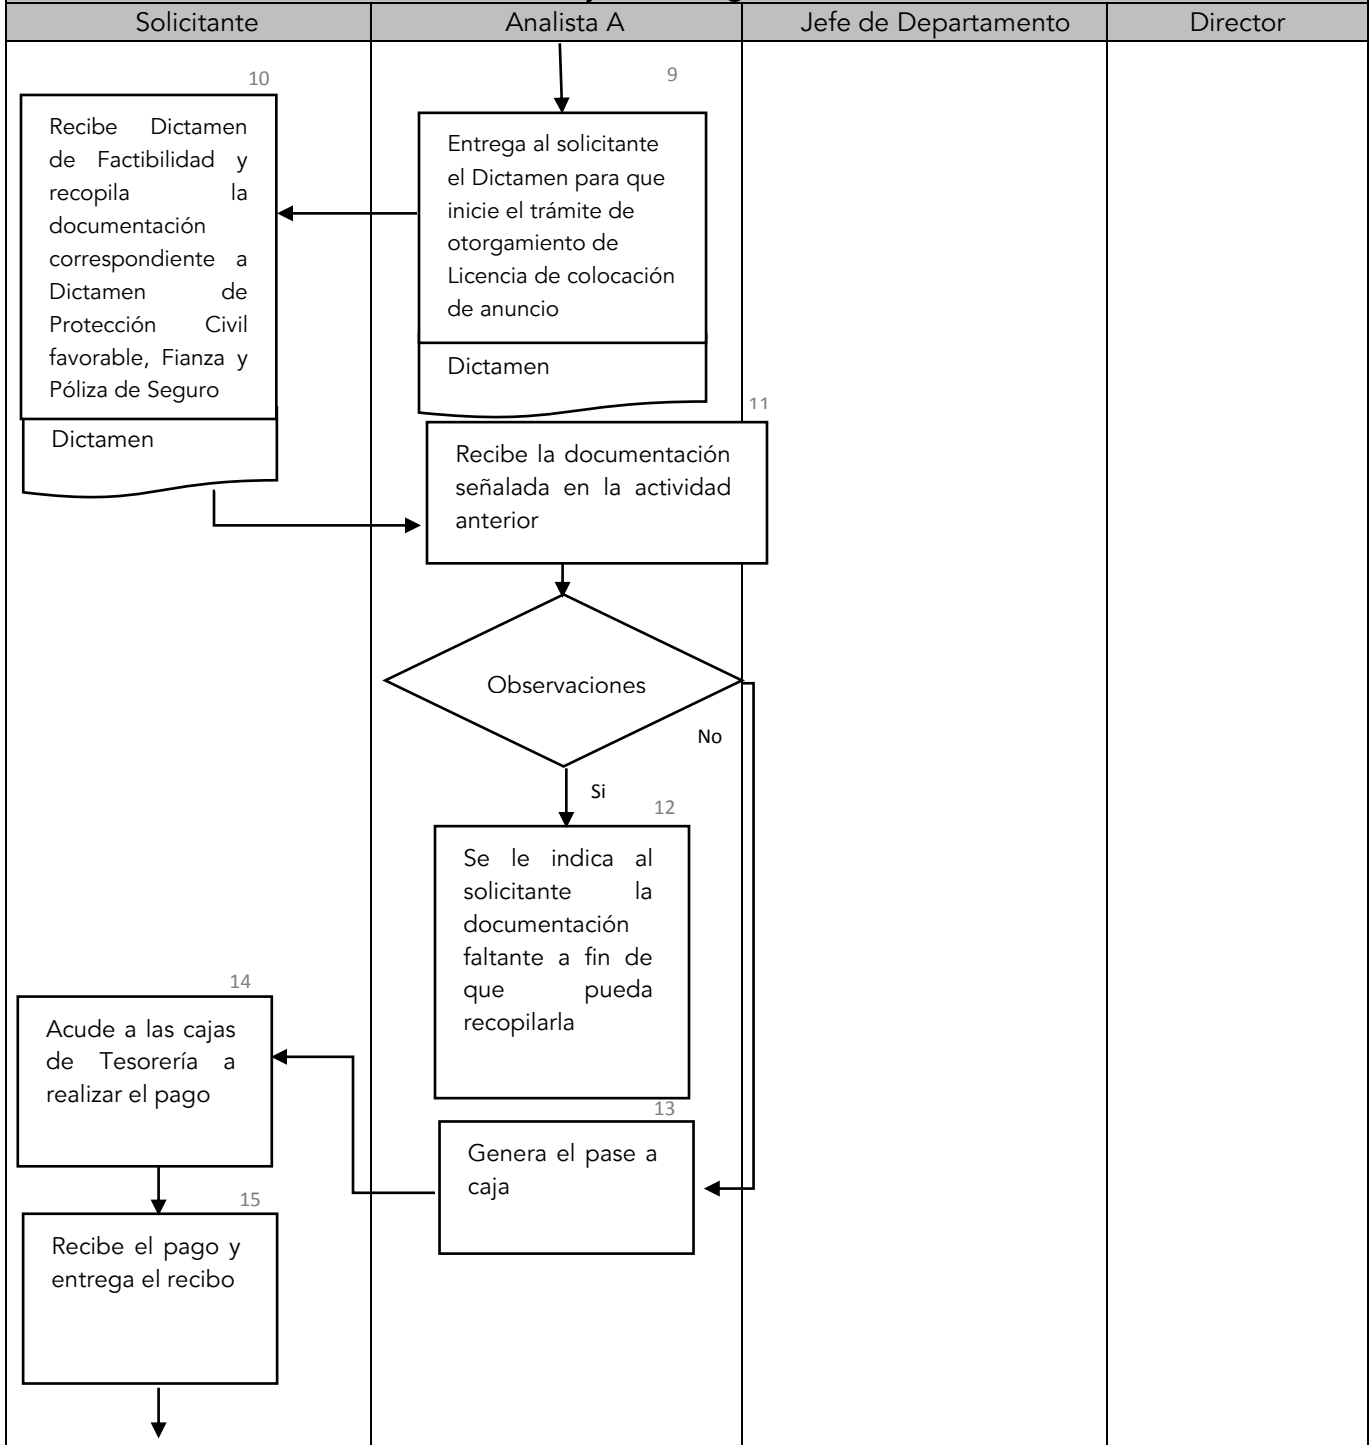 Solicitante
Analista A
Jefe de Departamento
Director
9
Entrega al solicitante
el Dictamen para que
inicie el trámite de
otorgamiento de
Licencia de colocación
de anuncio
Dictamen
10
Recibe Dictamen
de Factibilidad y
recopila la
documentación
correspondiente a
Dictamen de
Protección Civil
favorable, Fianza y
Póliza de Seguro
Dictamen
11
Recibe la documentación
señalada en la actividad
anterior
Observaciones
No
Si
12
Se le indica al
solicitante la
documentación
faltante a fin de
que pueda
recopilarla
13
Genera el pase a
caja
14
Acude a las cajas
de Tesorería a
realizar el pago
15
Recibe el pago y
entrega el recibo